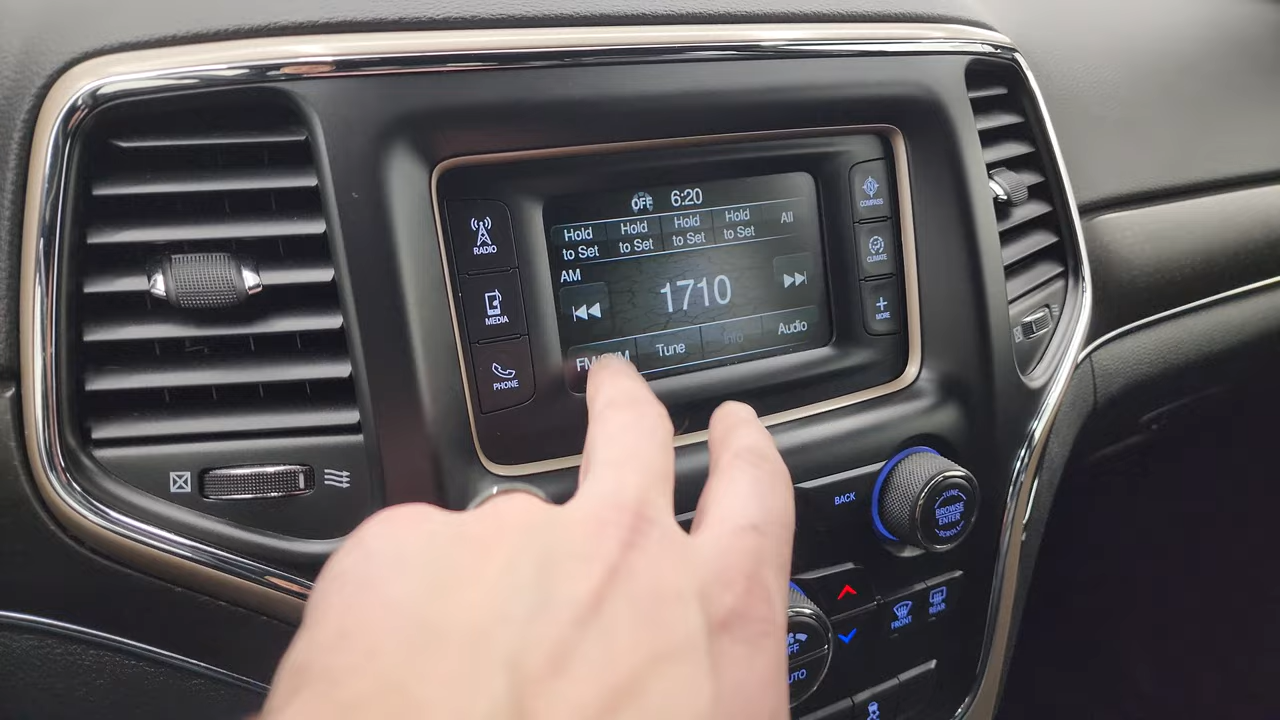 OFF 6:20
Hold to Set Hold to Set Hold to Set Hold to Set All
AM
1710
Tune Info Audio
RADIO
MEDIA
PHONE
COMPASS
CLIMATE
MORE
BACK
TUNE
BROWSE
ENTER
SCROLL
FRONT
REAR